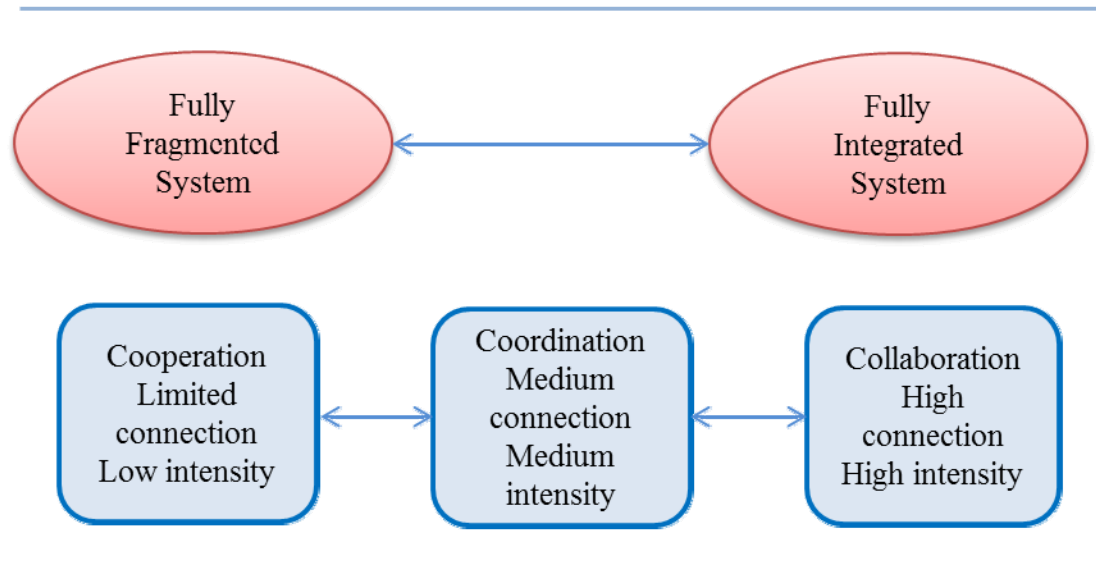 Fully
Fragmented
System
Fully
Integrated
System
Cooperation
Limited
connection
Low intensity
Coordination
Medium
connection
Medium
intensity
Collaboration
High
connection
High intensity